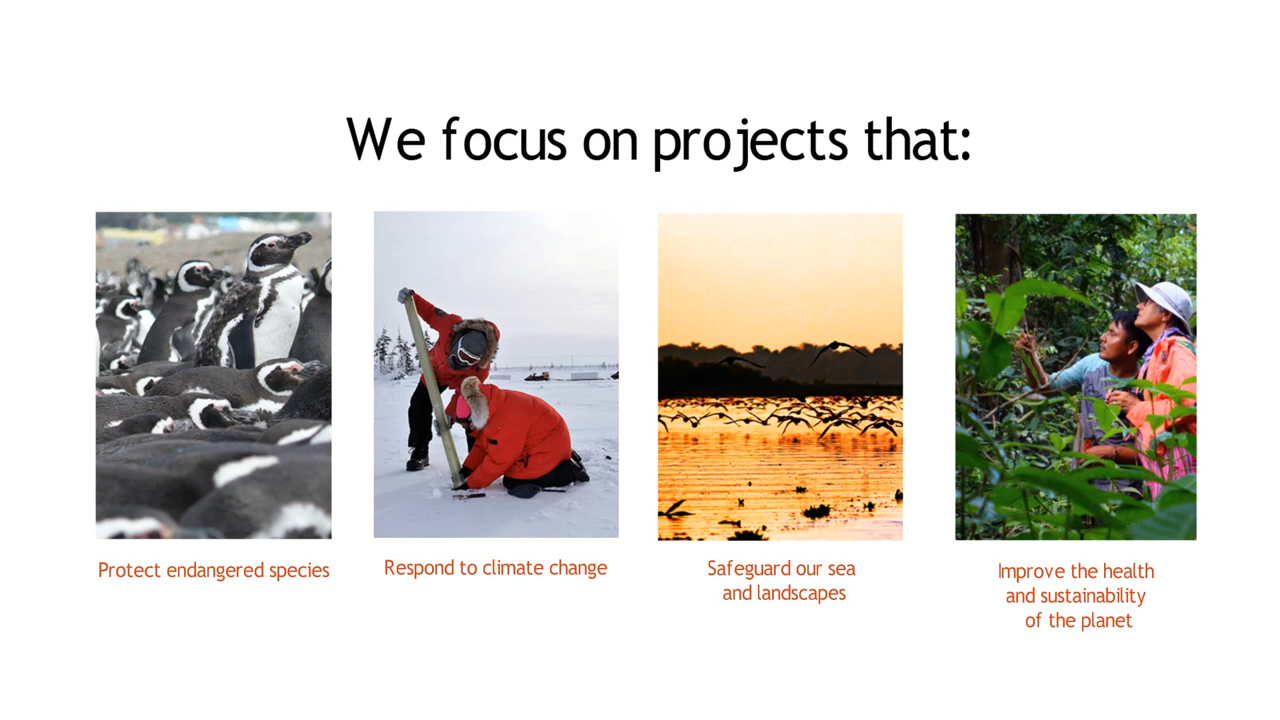 We focus on projects that:
Protect endangered species
Respond to climate change
Safeguard our sea
and landscapes
Improve the health
and sustainability
of the planet